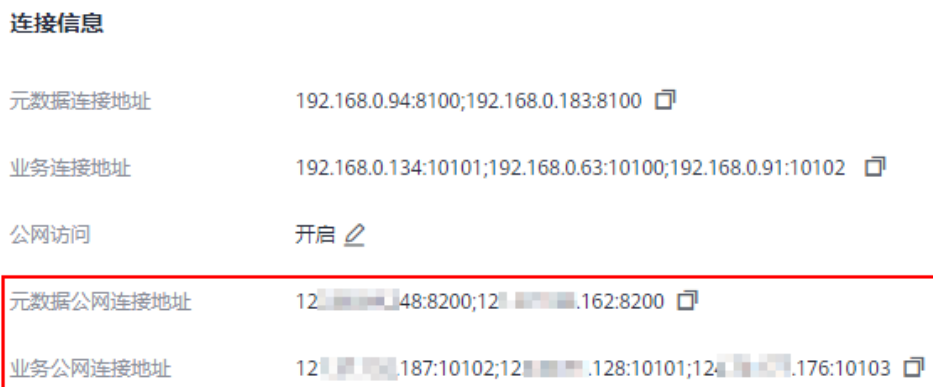 连接信息
元数据连接地址 192.168.0.94:8100;192.168.0.183:8100
业务连接地址 192.168.0.134:10101;192.168.0.63:10100;192.168.0.91:10102
公网访问 开启
元数据公网连接地址 12 48:8200;12 .162:8200
业务公网连接地址 12 .187:10102;12 .128:10101;124 .176:10103